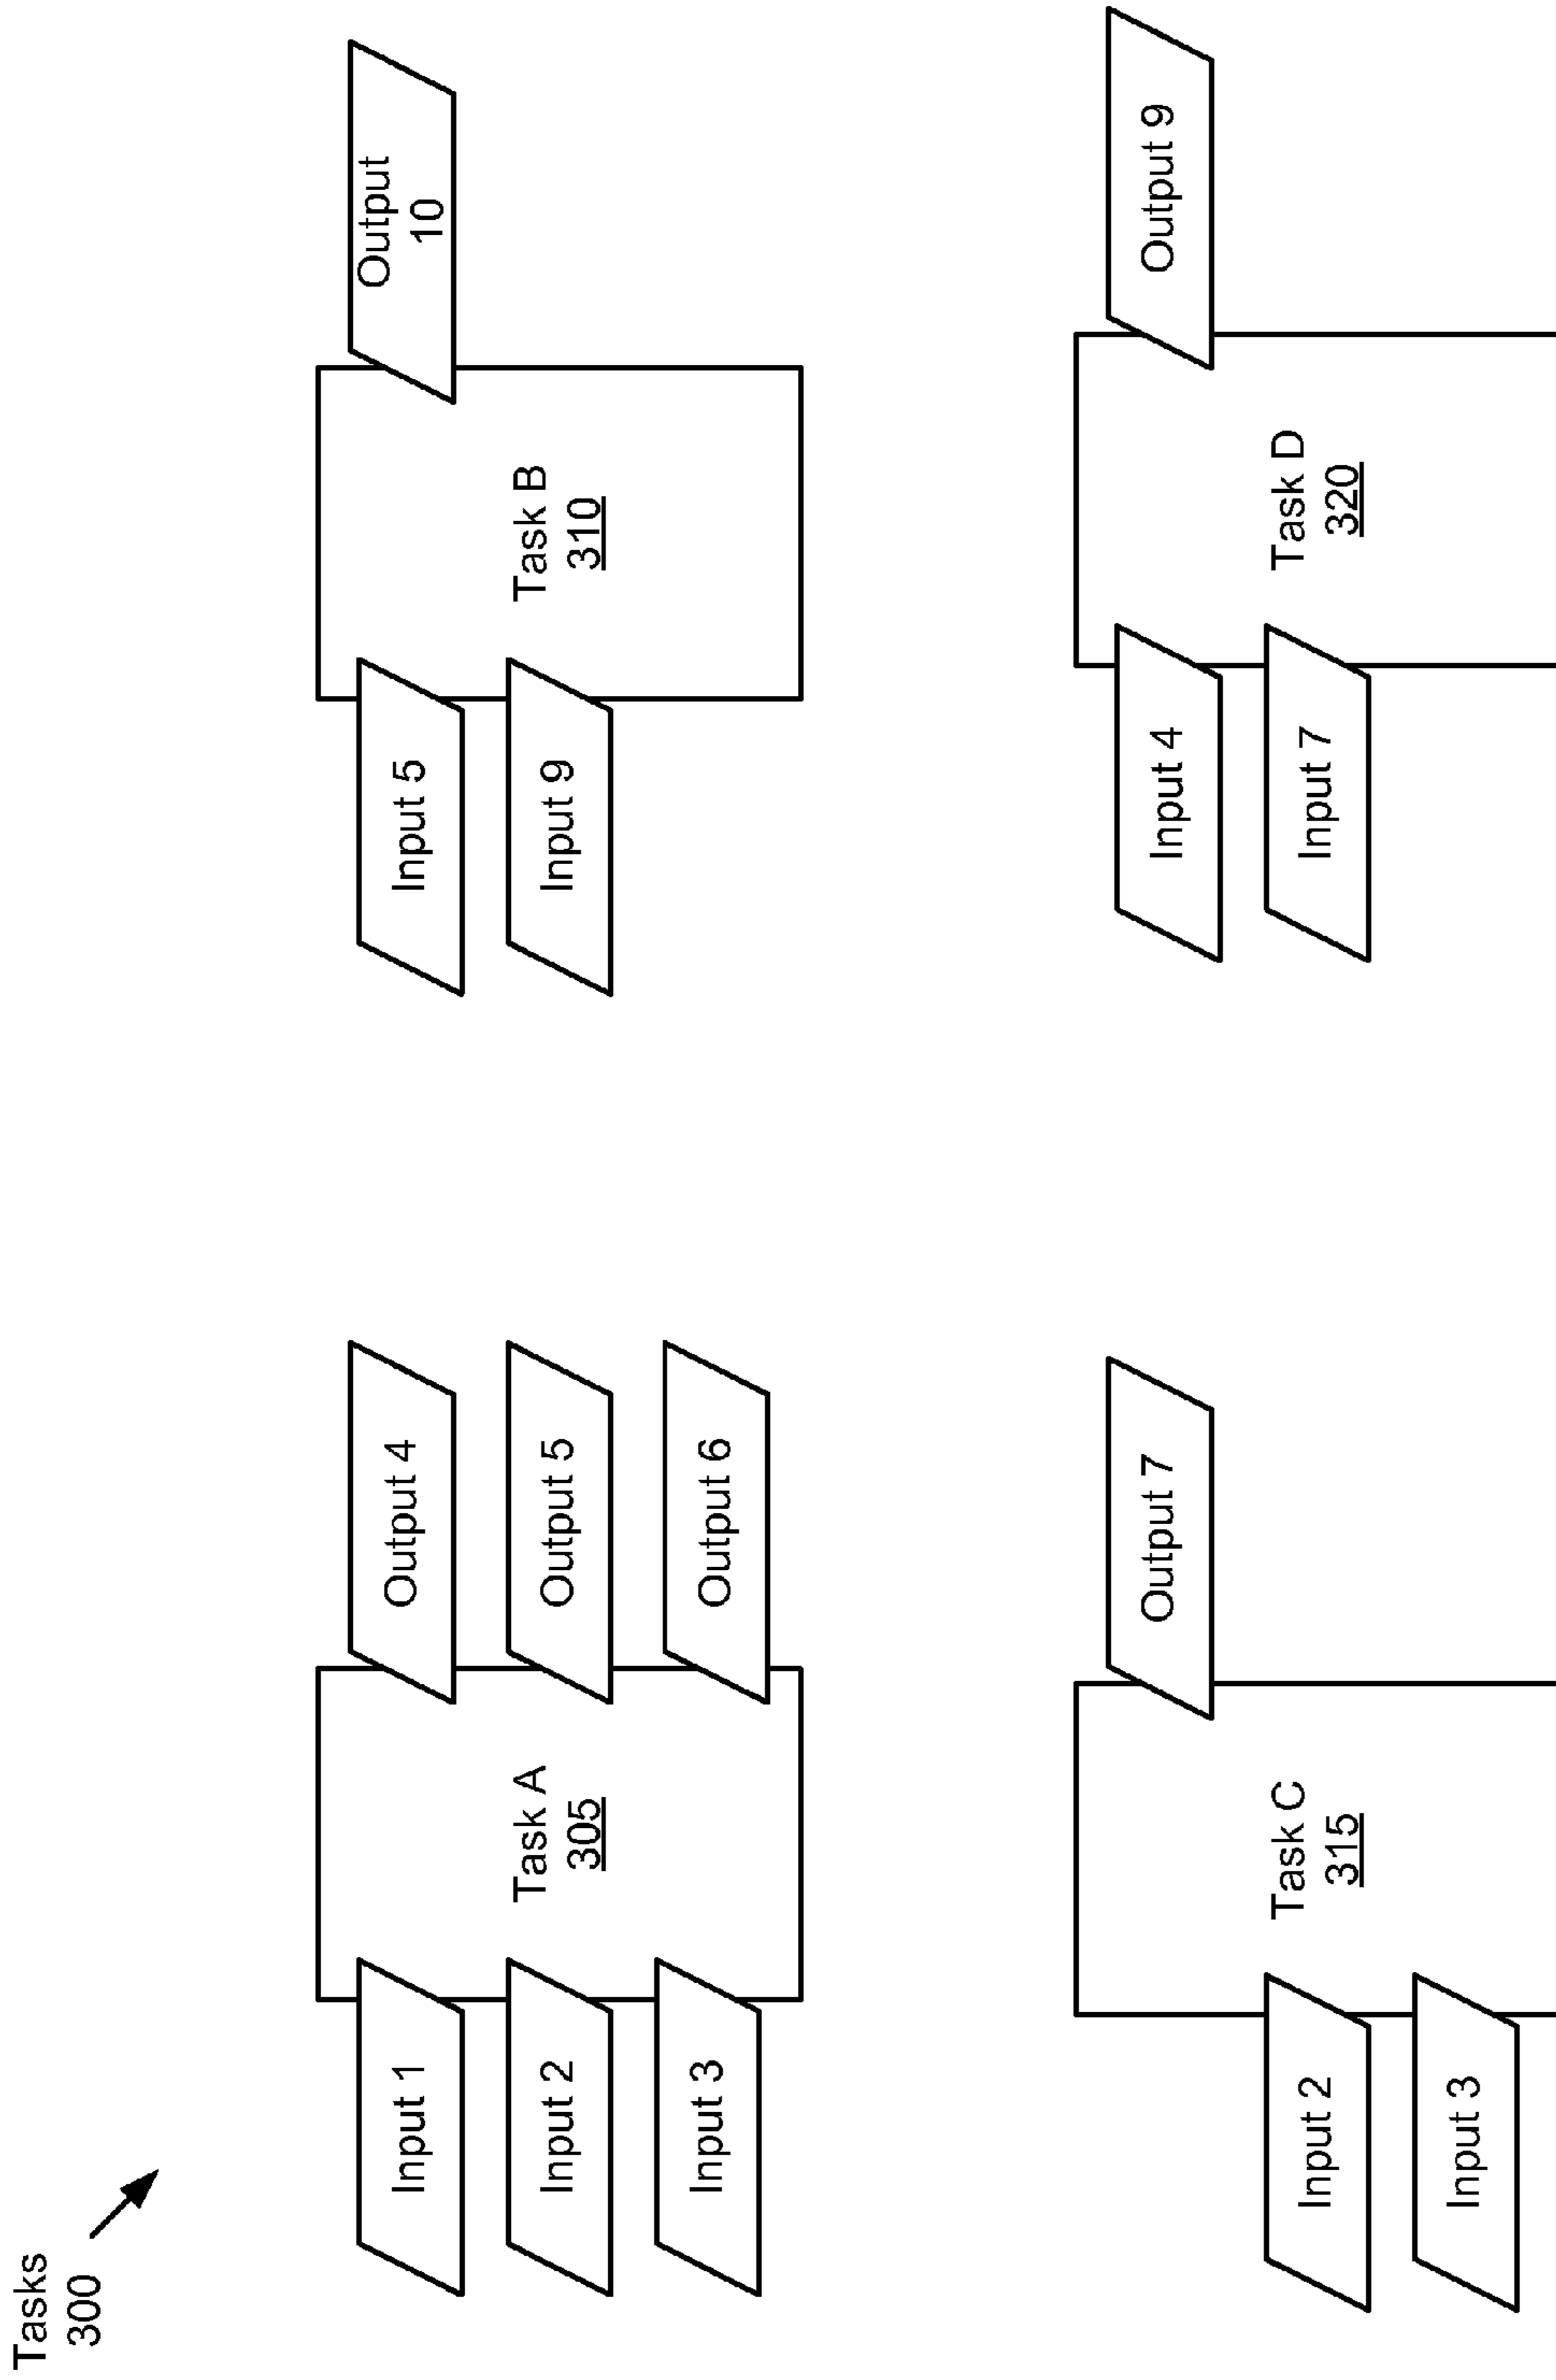 Tasks
300
Input 1
Input 2
Input 3
Task A
305
Output 4
Output 5
Output 6
Input 5
Input 9
Task B
310
Output
10
Input 2
Input 3
Task C
315
Output 7
Input 4
Input 7
Task D
320
Output 9